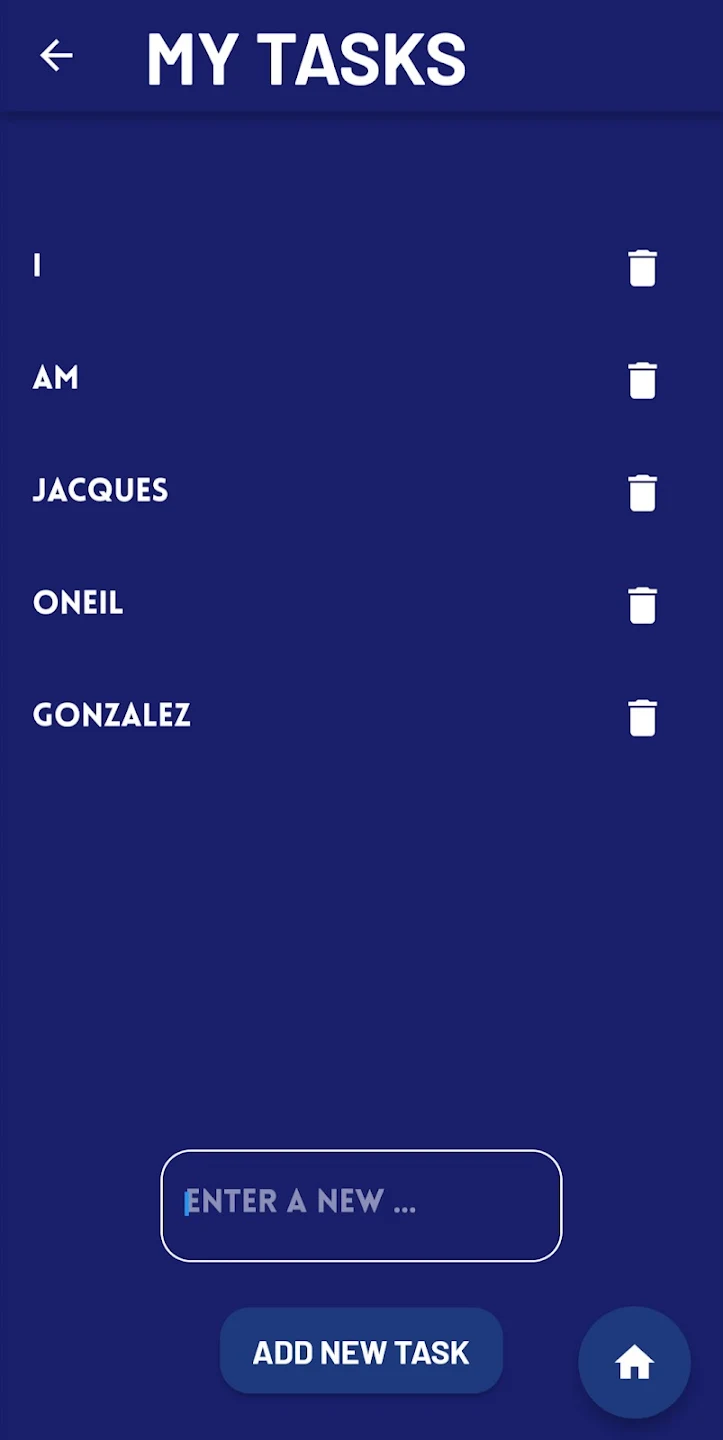 MY TASKS
I
AM
JACQUES
ONEIL
GONZALEZ
ENTER A NEW ...
ADD NEW TASK